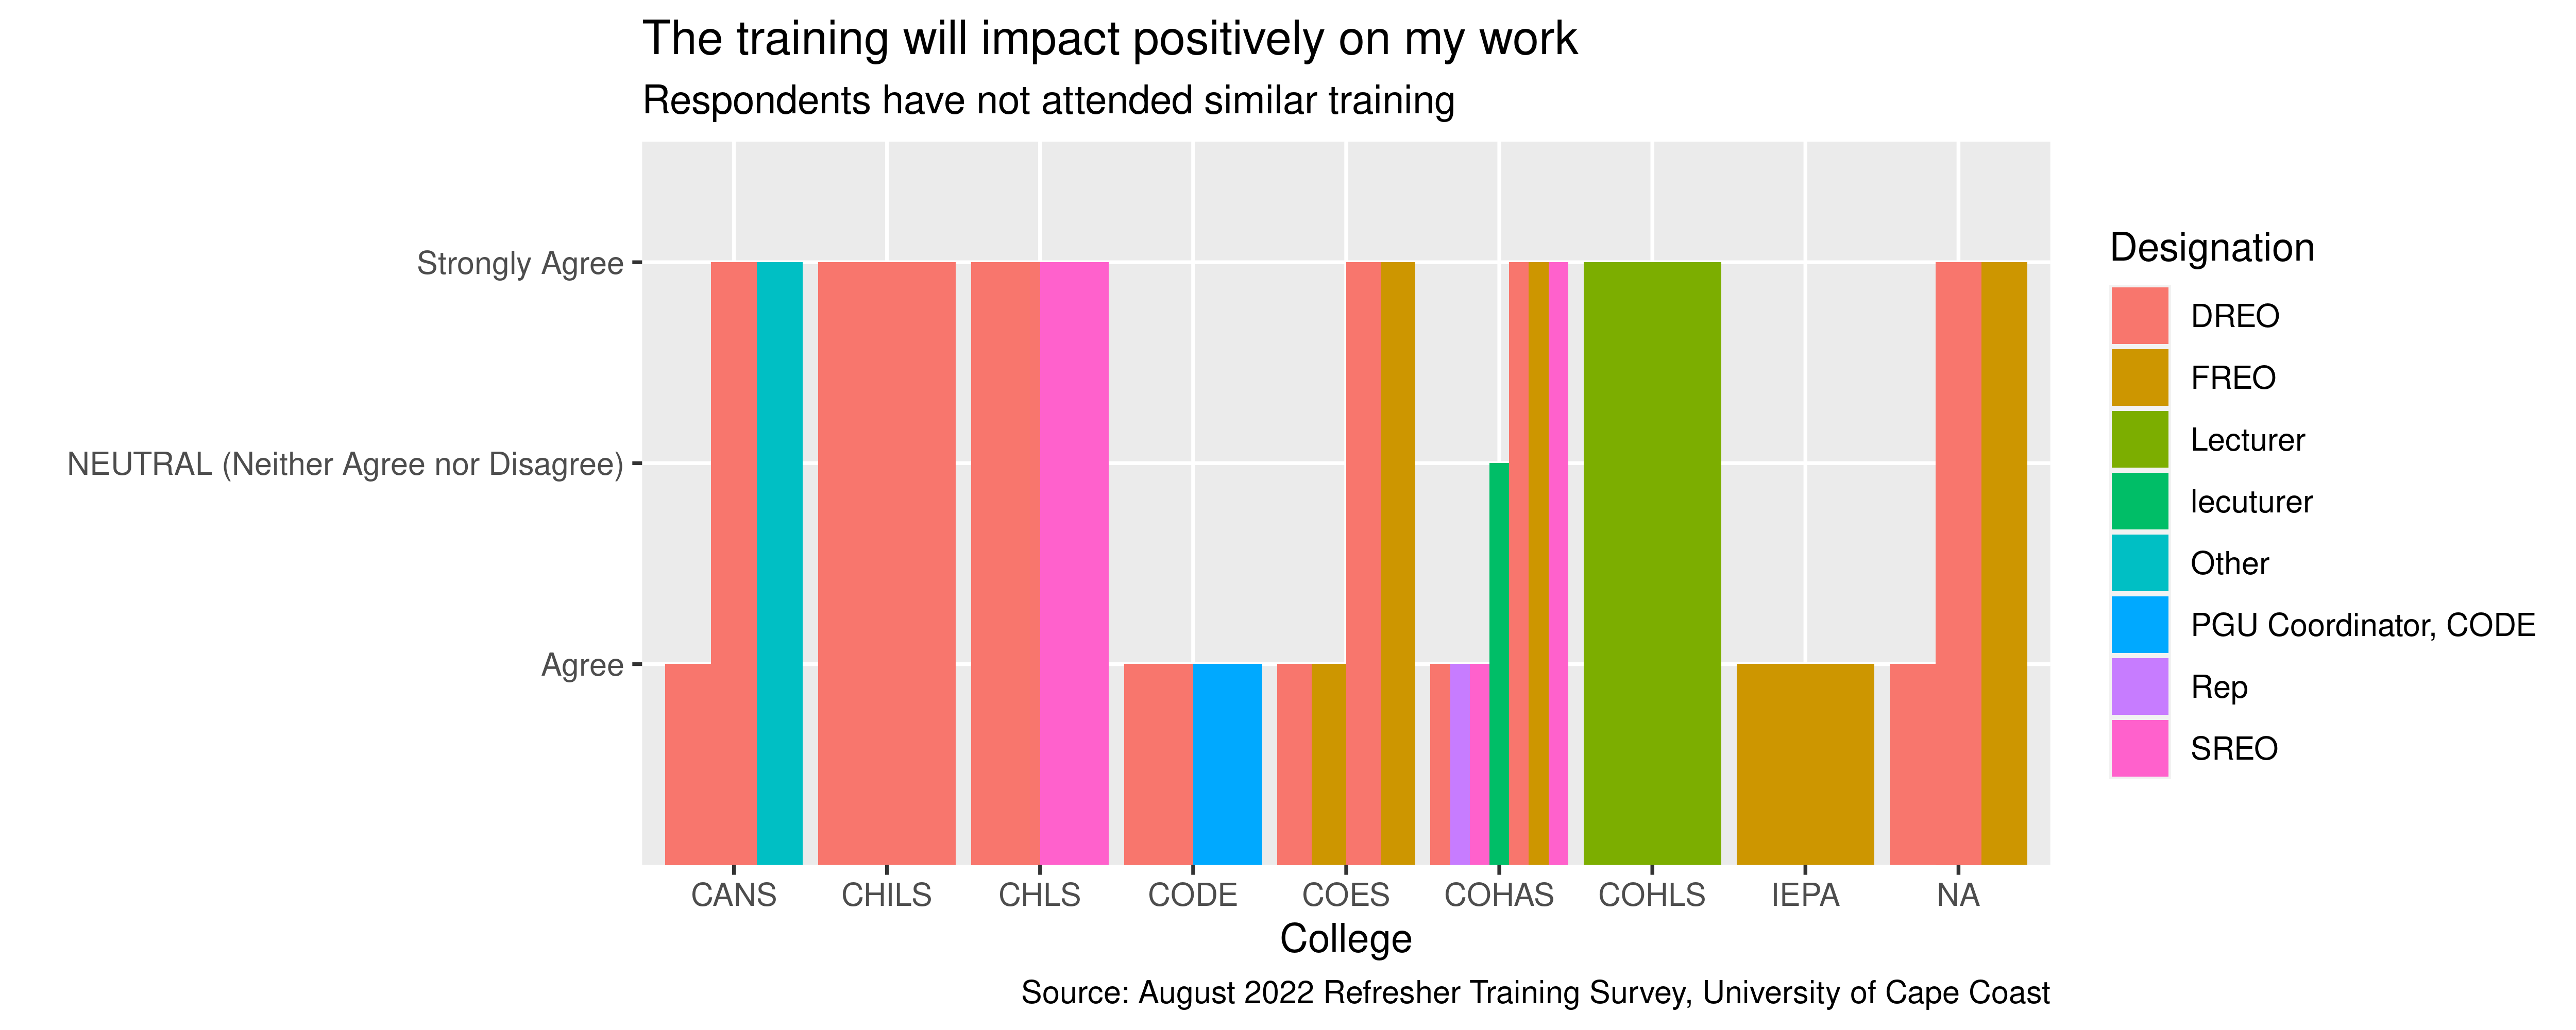 The training will impact positively on my work
Respondents have not attended similar training
Strongly Agree
NEUTRAL (Neither Agree nor Disagree)
Agree
CANS CHILS CHLS CODE COES COHAS COHLS IEPA NA
College
Source: August 2022 Refresher Training Survey, University of Cape Coast
Designation
DREO
FREO
Lecturer
lecuturer
Other
PGU Coordinator, CODE
Rep
SREO